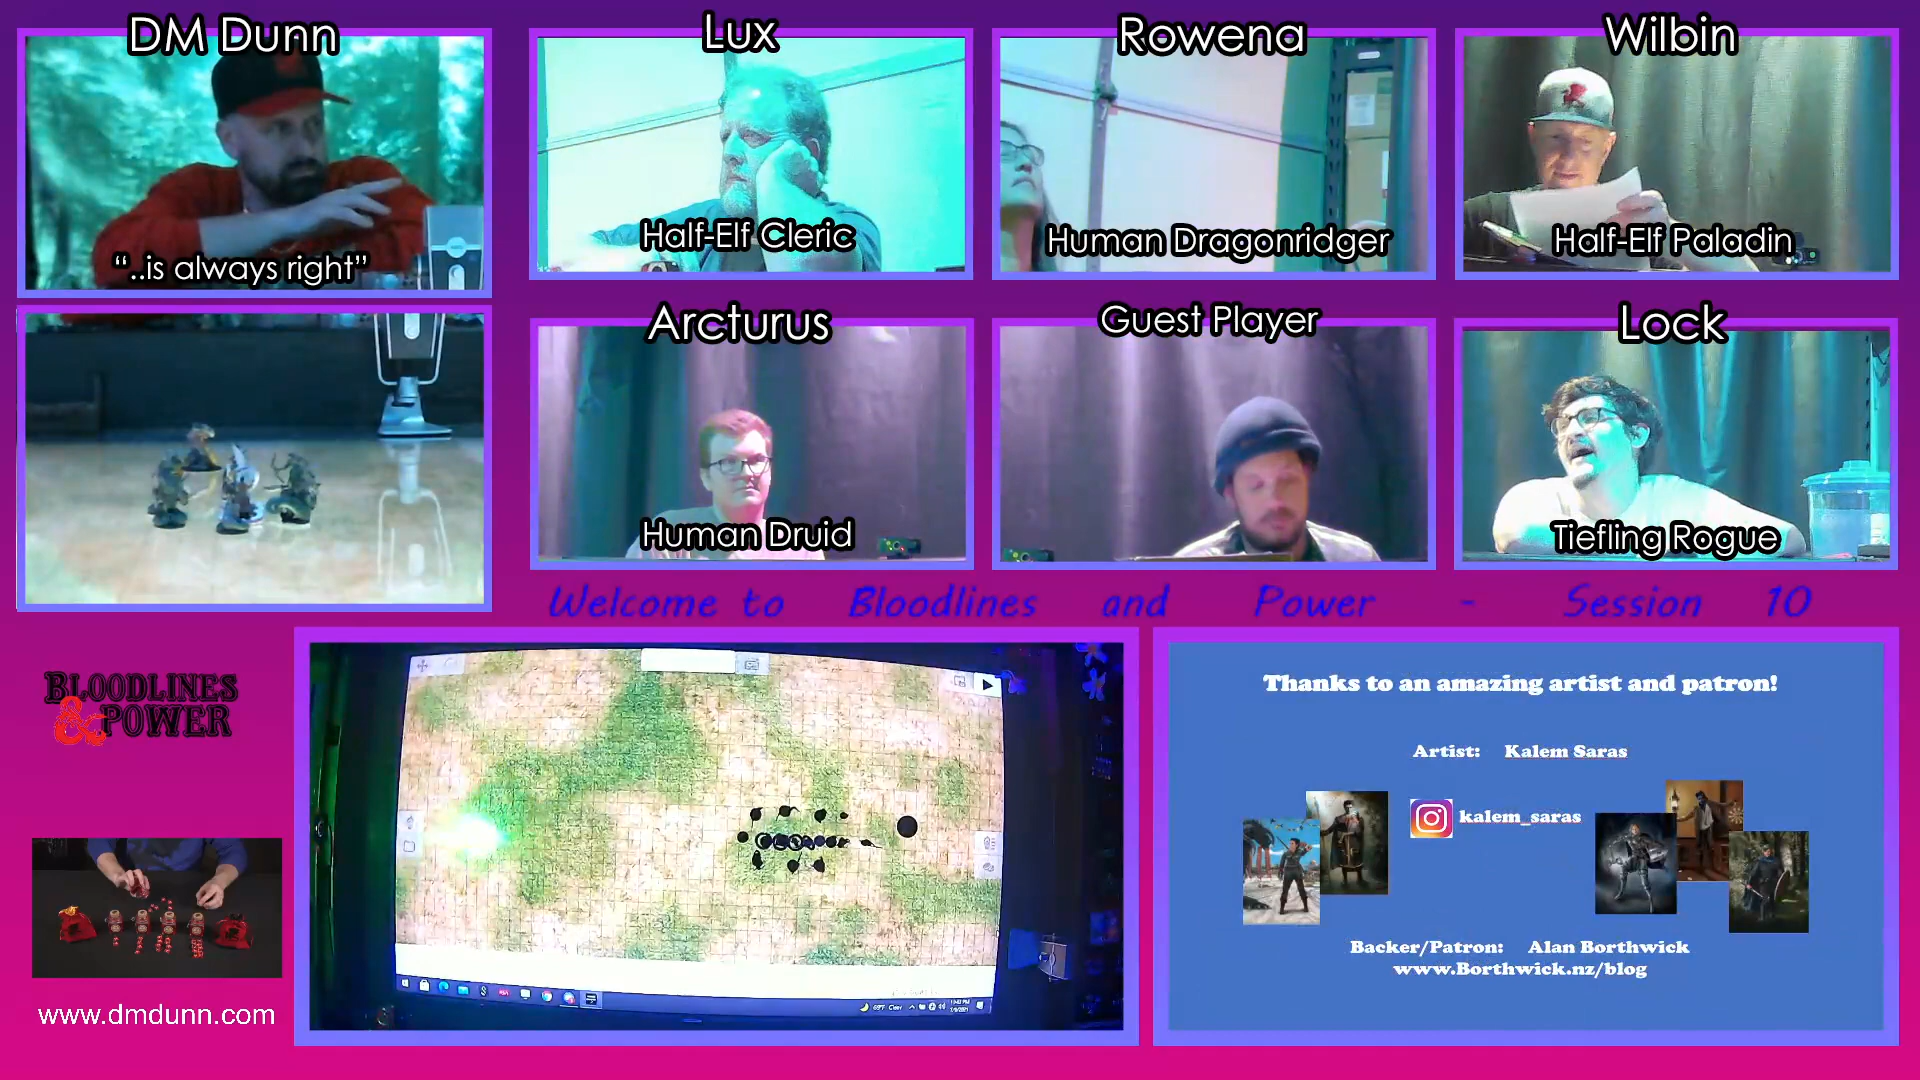 DM Dunn
Lux
Rowena
Wilbin
“..is always right”
Half-Elf Cleric
Human Dragonridger
Half-Elf Paladin
Arcturus
Guest Player
Lock
Human Druid
Tiefling Rogue
Welcome to Bloodlines and Power - Session 10
BLOODLINES
& POWER
Thanks to an amazing artist and patron!
Artist: Kalem Saras
kalem_saras
Backer/Patron: Alan Borthwick
www.Borthwick.nz/blog
www.dmdunn.com